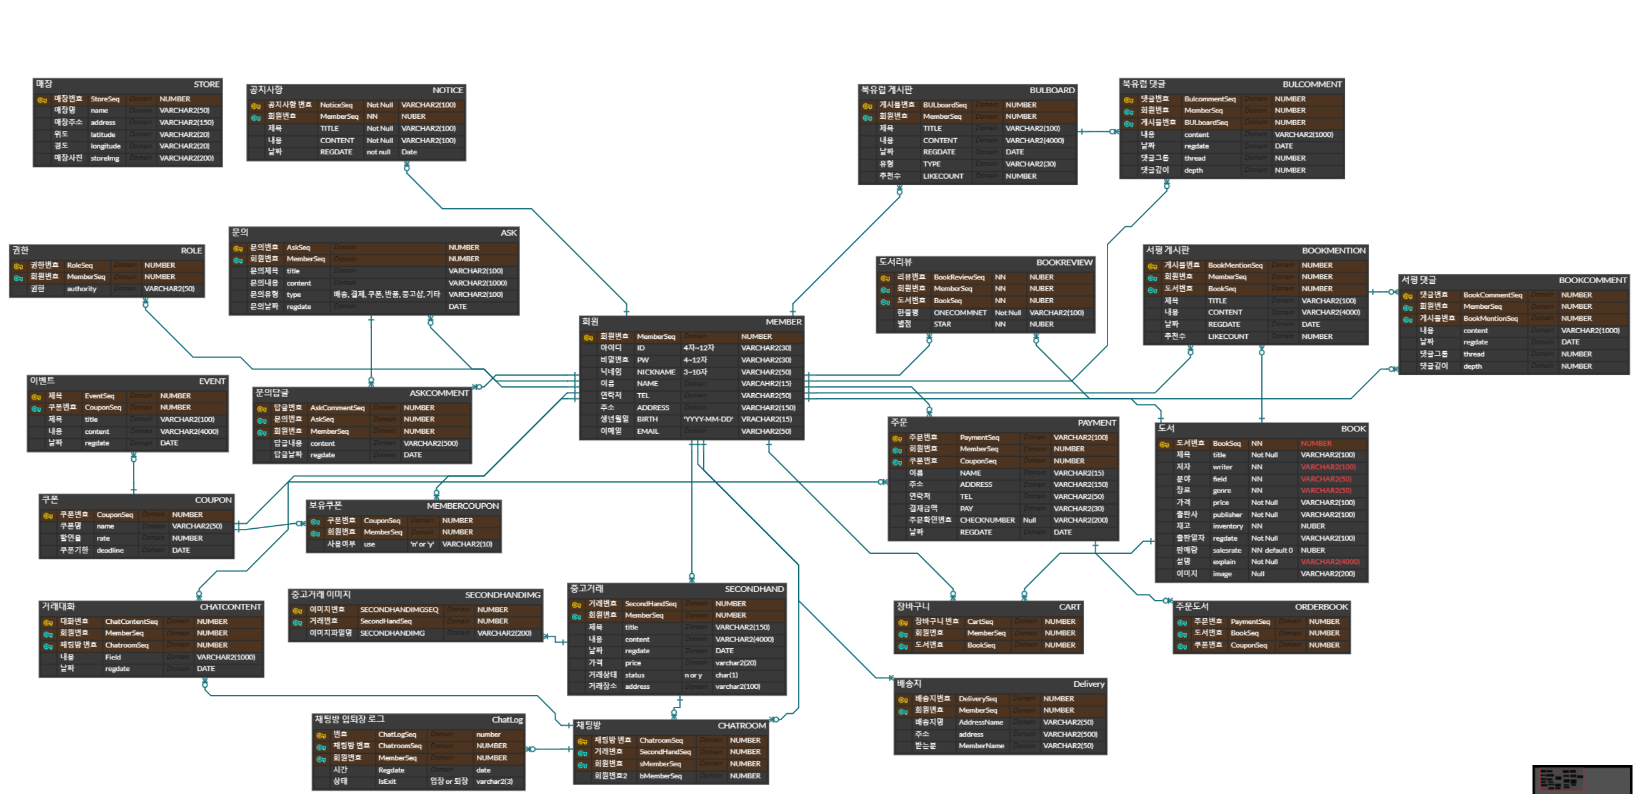 매장 STORE
매장번호 StoreSeq Domain NUMBER
매장명 name Domain VARCHAR2(50)
매장주소 address Domain VARCHAR2(150)
위도 latitude Domain VARCHAR2(20)
경도 longitude Domain VARCHAR2(20)
매장사진 storeImg Domain VARCHAR2(200)
공지사항 NOTICE
공지사항 번호 NoticeSeq Not Null VARCHAR2(100)
회원번호 MemberSeq NN NUBER
제목 TITLE Not Null VARCHAR2(100)
내용 CONTENT Not Null VARCHAR2(100)
날짜 REGDATE not null Date
북유럽 게시판 BULBOARD
게시물번호 BULboardSeq Domain NUMBER
회원번호 MemberSeq Domain NUMBER
제목 TITLE Domain VARCHAR2(100)
내용 CONTENT Domain VARCHAR2(4000)
날짜 REGDATE Domain DATE
유형 TYPE Domain VARCHAR2(30)
추천수 LIKECOUNT Domain NUMBER
북유럽 댓글 BULCOMMENT
댓글번호 BulcommentSeq Domain NUMBER
회원번호 MemberSeq Domain NUMBER
게시물번호 BULboardSeq Domain NUMBER
내용 content Domain VARCHAR2(1000)
날짜 regdate Domain DATE
댓글그룹 thread Domain NUMBER
댓글깊이 depth Domain NUMBER
권한 ROLE
권한번호 RoleSeq Domain NUMBER
회원번호 MemberSeq Domain NUMBER
권한 authority Domain VARCHAR2(50)
문의 ASK
문의번호 AskSeq Domain NUMBER
회원번호 MemberSeq Domain NUMBER
문의제목 title Domain VARCHAR2(100)
문의내용 content Domain VARCHAR2(1000)
문의유형 type 배송, 결제, 쿠폰, 반품, 중고샵, 기타 VARCHAR2(100)
문의날짜 regdate Domain DATE
도서리뷰 BOOKREVIEW
리뷰번호 BookReviewSeq NN NUBER
회원번호 MemberSeq NN NUBER
도서번호 BookSeq NN NUBER
한줄평 ONECOMMNET Not Null VARCHAR2(100)
별점 STAR NN NUBER
서평 게시판 BOOKMENTION
게시물번호 BookMentionSeq Domain NUMBER
회원번호 MemberSeq Domain NUMBER
도서번호 BookSeq Domain NUMBER
제목 TITLE Domain VARCHAR2(100)
내용 CONTENT Domain VARCHAR2(4000)
날짜 REGDATE Domain DATE
추천수 LIKECOUNT Domain NUMBER
서평 댓글 BOOKCOMMENT
댓글번호 BookCommentSeq Domain NUMBER
회원번호 MemberSeq Domain NUMBER
게시물번호 BookMentionSeq Domain NUMBER
내용 content Domain VARCHAR2(1000)
날짜 regdate Domain DATE
댓글그룹 thread Domain NUMBER
댓글깊이 depth Domain NUMBER
회원 MEMBER
회원번호 MemberSeq Domain NUMBER
아이디 ID 4자~12자 VARCHAR2(30)
비밀번호 PW 4~12자 VARCHAR2(30)
닉네임 NICKNAME 3~10자 VARCHAR2(50)
이름 NAME Domain VARCAHR2(15)
연락처 TEL Domain VARCHAR2(50)
주소 ADDRESS Domain VARCHAR2(150)
생년월일 BIRTH 'YYYY-MM-DD' VRCHAR2(15)
이메일 EMAIL Domain VARCHAR2(50)
이벤트 EVENT
제목 EventSeq Domain NUMBER
쿠폰번호 CouponSeq Domain NUMBER
제목 title Domain VARCHAR2(100)
내용 content Domain VARCHAR2(4000)
날짜 regdate Domain DATE
문의답글 ASKCOMMENT
답글번호 AskCommentSeq Domain NUMBER
문의번호 AskSeq Domain NUMBER
회원번호 MemberSeq Domain NUMBER
답글내용 content Domain VARCHAR2(500)
답글날짜 regdate Domain DATE
주문 PAYMENT
주문번호 PaymentSeq Domain VARCHAR2(100)
회원번호 MemberSeq Domain NUMBER
쿠폰번호 CouponSeq Domain NUMBER
이름 NAME Domain VARCHAR2(15)
주소 ADDRESS Domain VARCHAR2(150)
연락처 TEL Domain VARCHAR2(50)
결재금액 PAY Domain VARCHAR2(30)
주문확인번호 CHECKNUMBER Null VARCHAR2(200)
날짜 REGDATE Domain DATE
도서 BOOK
도서번호 BookSeq NN NUMBER
제목 title Not Null VARCHAR2(100)
저자 writer NN VARCHAR2(100)
분야 field NN VARCHAR2(50)
장르 genre NN VARCHAR2(50)
가격 price Not Null VARCHAR2(100)
출판사 publisher Not Null VARCHAR2(100)
재고 inventory NN NUBER
출판일자 regdate Not Null VARCHAR2(100)
판매량 salesrate NN default 0 NUBER
설명 explain Not Null VARCHAR2(4000)
이미지 image Null VARCHAR2(200)
쿠폰 COUPON
쿠폰번호 CouponSeq Domain NUMBER
쿠폰명 name Domain VARCHAR2(50)
할인율 rate Domain NUMBER
쿠폰기한 deadline Domain DATE
보유쿠폰 MEMBERCOUPON
쿠폰번호 CouponSeq Domain NUMBER
회원번호 MemberSeq Domain NUMBER
사용여부 use 'n' or 'y' VARCHAR2(10)
거래대화 CHATCONTENT
대화번호 ChatContentSeq Domain NUMBER
회원번호 MemberSeq Domain NUMBER
채팅방 번호 ChatroomSeq Domain NUMBER
내용 Field Domain VARCHAR2(1000)
날짜 regdate Domain DATE
중고거래 이미지 SECONDHANDIMG
이미지번호 SECONDHANDIMGSEQ Domain NUMBER
거래번호 SecondHandSeq Domain NUMBER
이미지파일명 SECONDHANDIMG Domain VARCHAR2(200)
중고거래 SECONDHAND
거래번호 SecondHandSeq Domain NUMBER
회원번호 MemberSeq Domain NUMBER
제목 title Domain VARCHAR2(150)
내용 content Domain VARCHAR2(4000)
날짜 regdate Domain DATE
가격 price Domain varchar2(20)
거래상태 status n or y char(1)
거래장소 address Domain varchar2(100)
장바구니 CART
장바구니 번호 CartSeq Domain NUMBER
회원번호 MemberSeq Domain NUMBER
도서번호 BookSeq Domain NUMBER
주문도서 ORDERBOOK
주문번호 PaymentSeq Domain NUMBER
도서번호 BookSeq Domain NUMBER
쿠폰번호 CouponSeq Domain NUMBER
배송지 Delivery
배송지번호 DeliverySeq Domain NUMBER
회원번호 MemberSeq Domain NUMBER
배송지명 AddressName Domain VARCHAR2(50)
주소 address Domain VARCHAR2(500)
받는분 MemberName Domain VARCHAR2(50)
채팅방 입퇴장 로그 ChatLog
번호 ChatLogSeq Domain number
채팅방 번호 ChatroomSeq Domain NUMBER
회원번호 MemberSeq Domain NUMBER
시간 Regdate Domain date
상태 IsExit 입장 or 퇴장 varchar2(3)
채팅방 CHATROOM
채팅방 번호 ChatroomSeq Domain NUMBER
거래번호 SecondHandSeq Domain NUMBER
회원번호 sMemberSeq Domain NUMBER
회원번호2 bMemberSeq Domain NUMBER